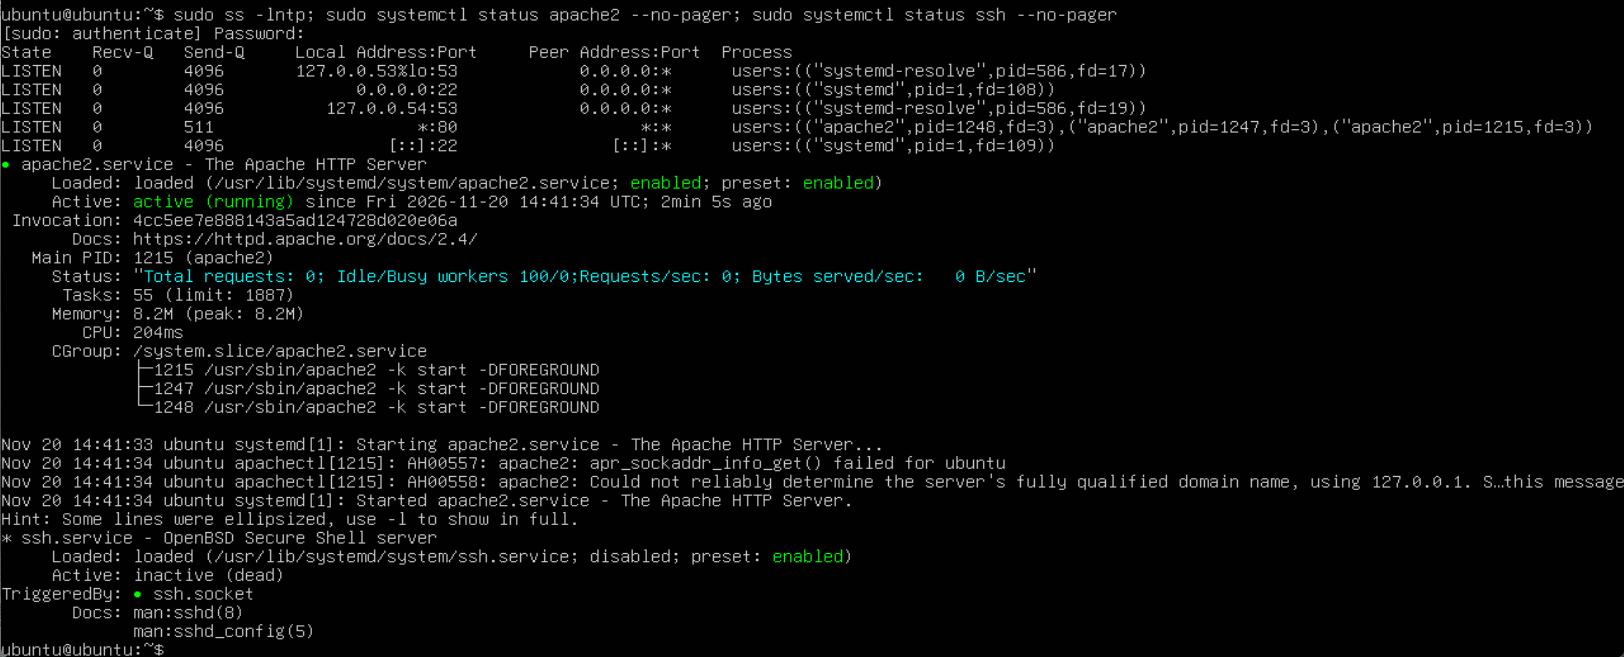 ubuntu@ubuntu:~$ sudo ss -lntp; sudo systemctl status apache2 --no-pager; sudo systemctl status ssh --no-pager
[sudo: authenticate] Password:
State    Recv-Q   Send-Q     Local Address:Port     Peer Address:Port  Process
LISTEN   0        4096       127.0.0.53%lo:53            0.0.0.0:*      users:(("systemd-resolve",pid=586,fd=17))
LISTEN   0        4096             0.0.0.0:22            0.0.0.0:*      users:(("systemd",pid=1,fd=108))
LISTEN   0        4096          127.0.0.54:53            0.0.0.0:*      users:(("systemd-resolve",pid=586,fd=19))
LISTEN   0        511                    *:80                  *:*      users:(("apache2",pid=1248,fd=3),("apache2",pid=1247,fd=3),("apache2",pid=1215,fd=3))
LISTEN   0        4096                [::]:22               [::]:*      users:(("systemd",pid=1,fd=109))
● apache2.service - The Apache HTTP Server
     Loaded: loaded (/usr/lib/systemd/system/apache2.service; enabled; preset: enabled)
     Active: active (running) since Fri 2026-11-20 14:41:34 UTC; 2min 5s ago
 Invocation: 4cc5ee7e888143a5ad124728d020e06a
       Docs: https://httpd.apache.org/docs/2.4/
   Main PID: 1215 (apache2)
     Status: "Total requests: 0; Idle/Busy workers 100/0;Requests/sec: 0; Bytes served/sec:   0 B/sec"
      Tasks: 55 (limit: 1887)
     Memory: 8.2M (peak: 8.2M)
        CPU: 204ms
     CGroup: /system.slice/apache2.service
             ├─1215 /usr/sbin/apache2 -k start -DFOREGROUND
             ├─1247 /usr/sbin/apache2 -k start -DFOREGROUND
             └─1248 /usr/sbin/apache2 -k start -DFOREGROUND

Nov 20 14:41:33 ubuntu systemd[1]: Starting apache2.service - The Apache HTTP Server...
Nov 20 14:41:34 ubuntu apachectl[1215]: AH00557: apache2: apr_sockaddr_info_get() failed for ubuntu
Nov 20 14:41:34 ubuntu apachectl[1215]: AH00558: apache2: Could not reliably determine the server's fully qualified domain name, using 127.0.0.1. S…this message
Nov 20 14:41:34 ubuntu systemd[1]: Started apache2.service - The Apache HTTP Server.
Hint: Some lines were ellipsized, use -l to show in full.
* ssh.service - OpenBSD Secure Shell server
     Loaded: loaded (/usr/lib/systemd/system/ssh.service; disabled; preset: enabled)
     Active: inactive (dead)
TriggeredBy: ● ssh.socket
       Docs: man:sshd(8)
             man:sshd_config(5)
ubuntu@ubuntu:~$